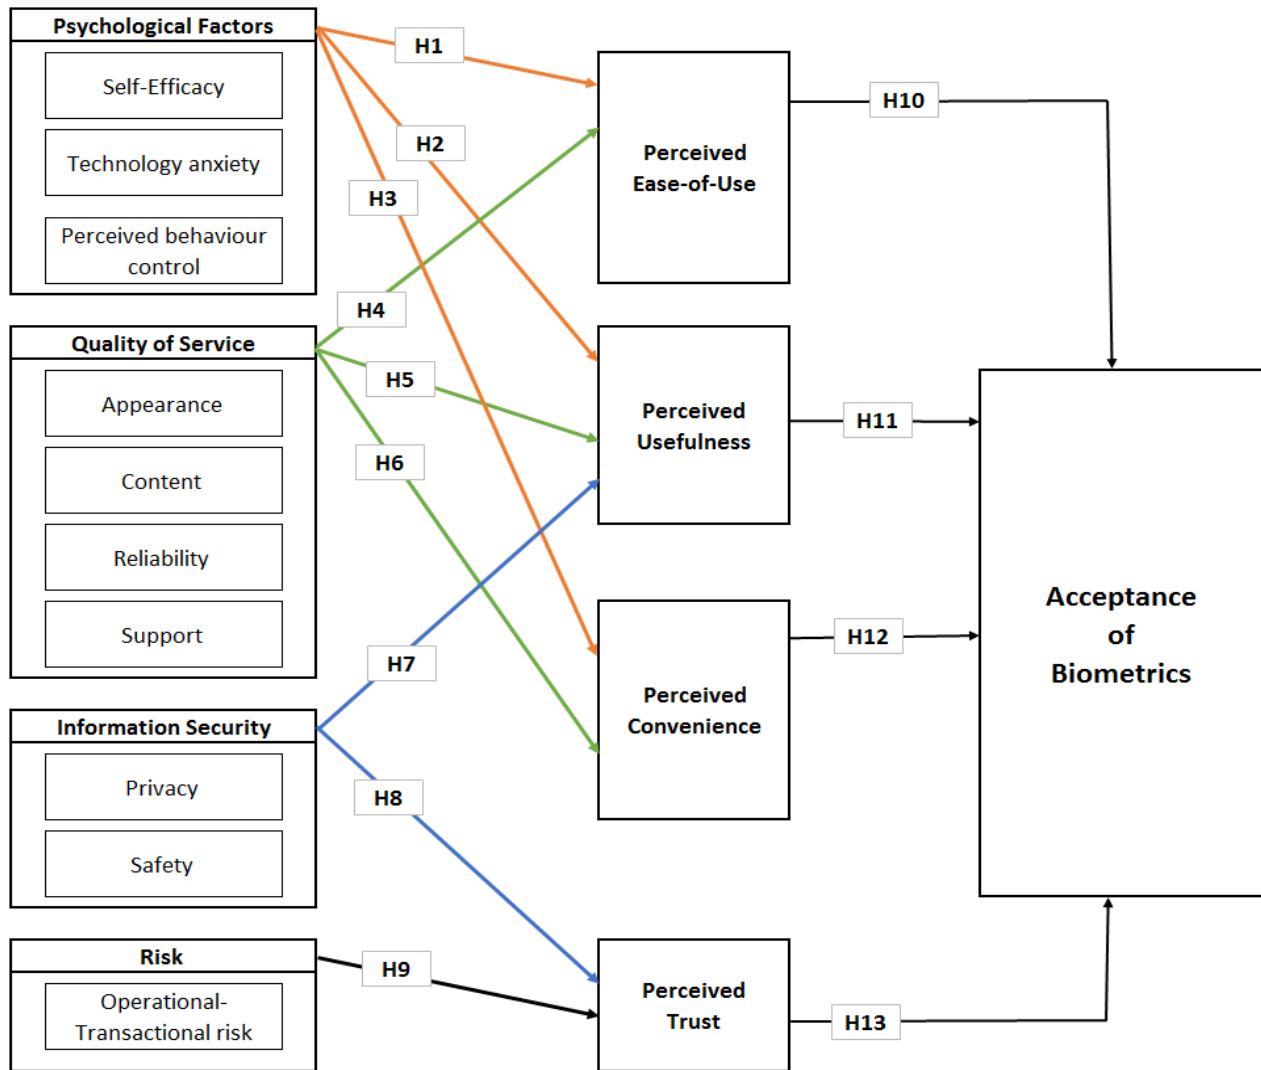 Psychological Factors
Self-Efficacy
Technology anxiety
Perceived behaviour
control
Quality of Service
Appearance
Content
Reliability
Support
Information Security
Privacy
Safety
Risk
Operational-
Transactional risk
H1
H2
H3
H4
H5
H6
H7
H8
H9
Perceived
Ease-of-Use
Perceived
Usefulness
Perceived
Convenience
Perceived
Trust
H10
H11
H12
H13
Acceptance
of
Biometrics